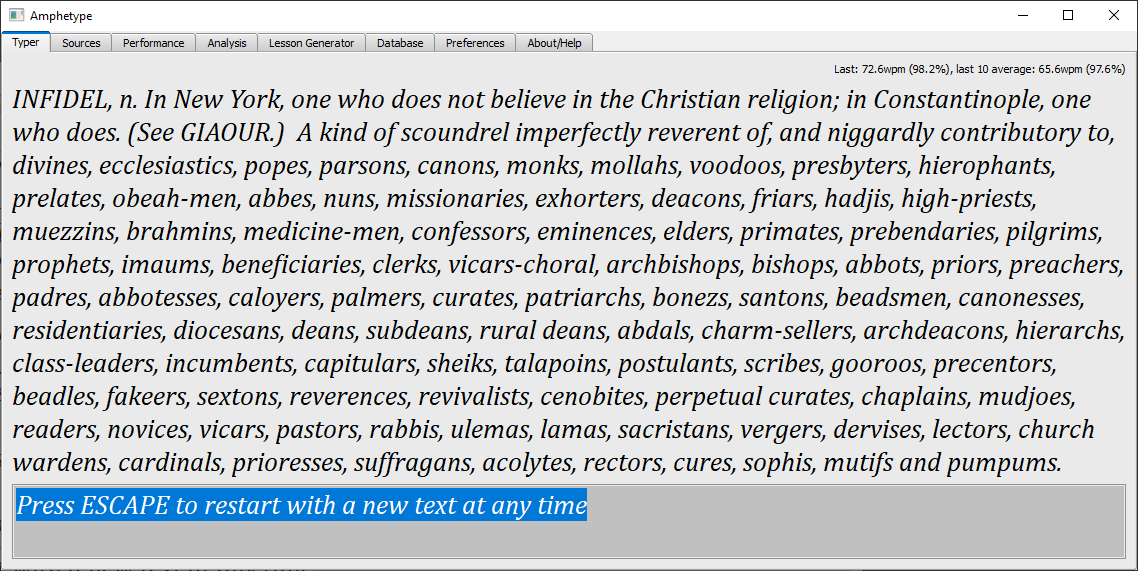 Amphetype
Typer Sources Performance Analysis Lesson Generator Database Preferences About/Help
Last: 72.6wpm (98.2%), last 10 average: 65.6wpm (97.6%)
INFIDEL, n. In New York, one who does not believe in the Christian religion; in Constantinople, one
who does. (See GIAOUR.)  A kind of scoundrel imperfectly reverent of, and niggardly contributory to,
divines, ecclesiastics, popes, parsons, canons, monks, mollahs, voodoos, presbyters, hierophants,
prelates, obeah-men, abbes, nuns, missionaries, exhorters, deacons, friars, hadjis, high-priests,
muezzins, brahmins, medicine-men, confessors, eminences, elders, primates, prebendaries, pilgrims,
prophets, imaums, beneficiaries, clerks, vicars-choral, archbishops, bishops, abbots, priors, preachers,
padres, abbotesses, caloyers, palmers, curates, patriarchs, bonezs, santons, beadsmen, canonesses,
residentiaries, diocesans, deans, subdeans, rural deans, abdals, charm-sellers, archdeacons, hierarchs,
class-leaders, incumbents, capitulars, sheiks, talapoins, postulants, scribes, gooroos, precentors,
beadles, fakeers, sextons, reverences, revivalists, cenobites, perpetual curates, chaplains, mudjoes,
readers, novices, vicars, pastors, rabbis, ulemas, lamas, sacristans, vergers, dervises, lectors, church
wardens, cardinals, prioresses, suffragans, acolytes, rectors, cures, sophis, mutifs and pumpums.
Press ESCAPE to restart with a new text at any time